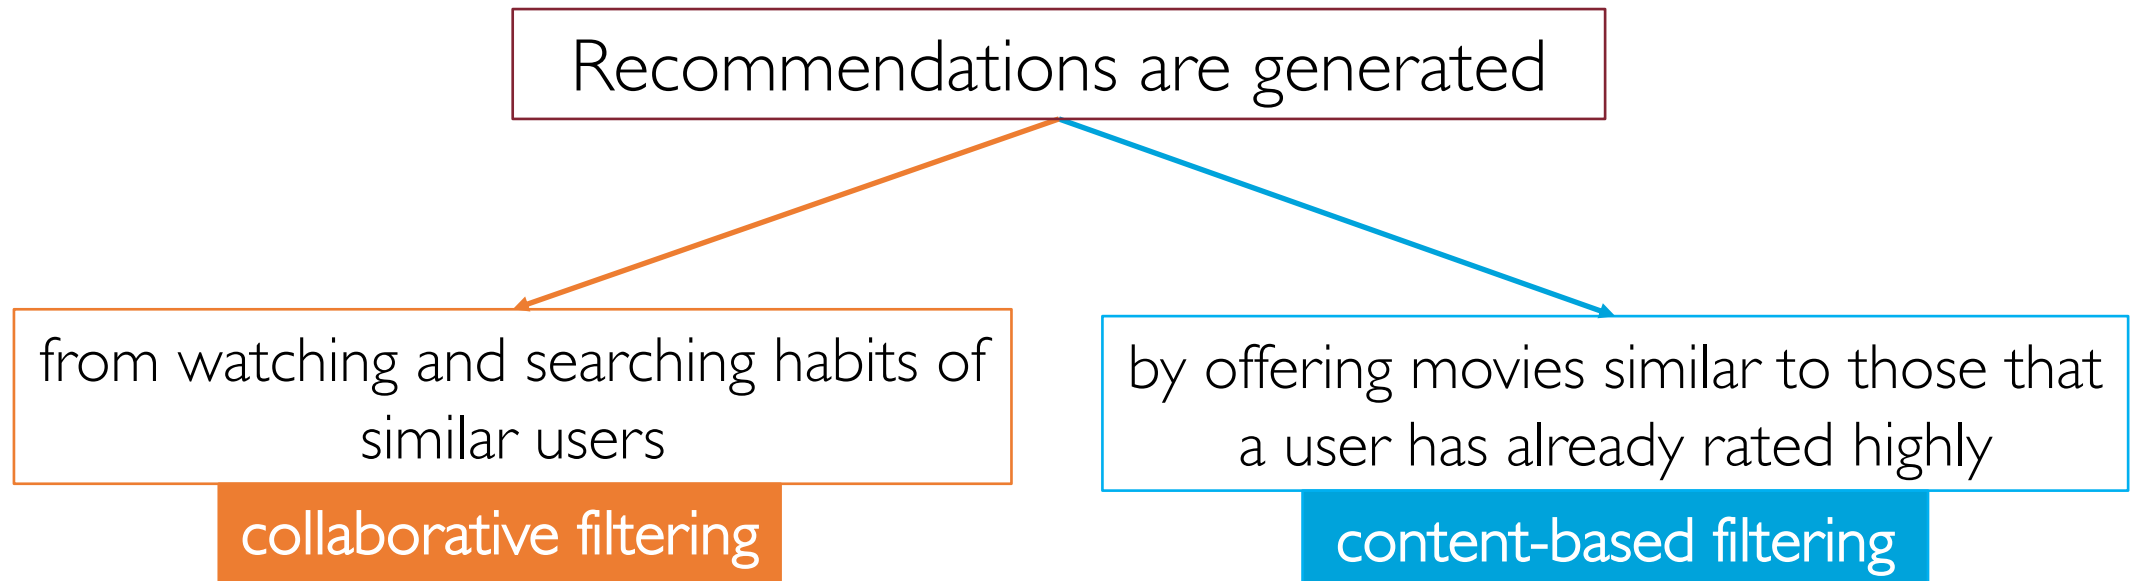 Recommendations are generated
from watching and searching habits of
similar users
collaborative filtering
by offering movies similar to those that
a user has already rated highly
content-based filtering